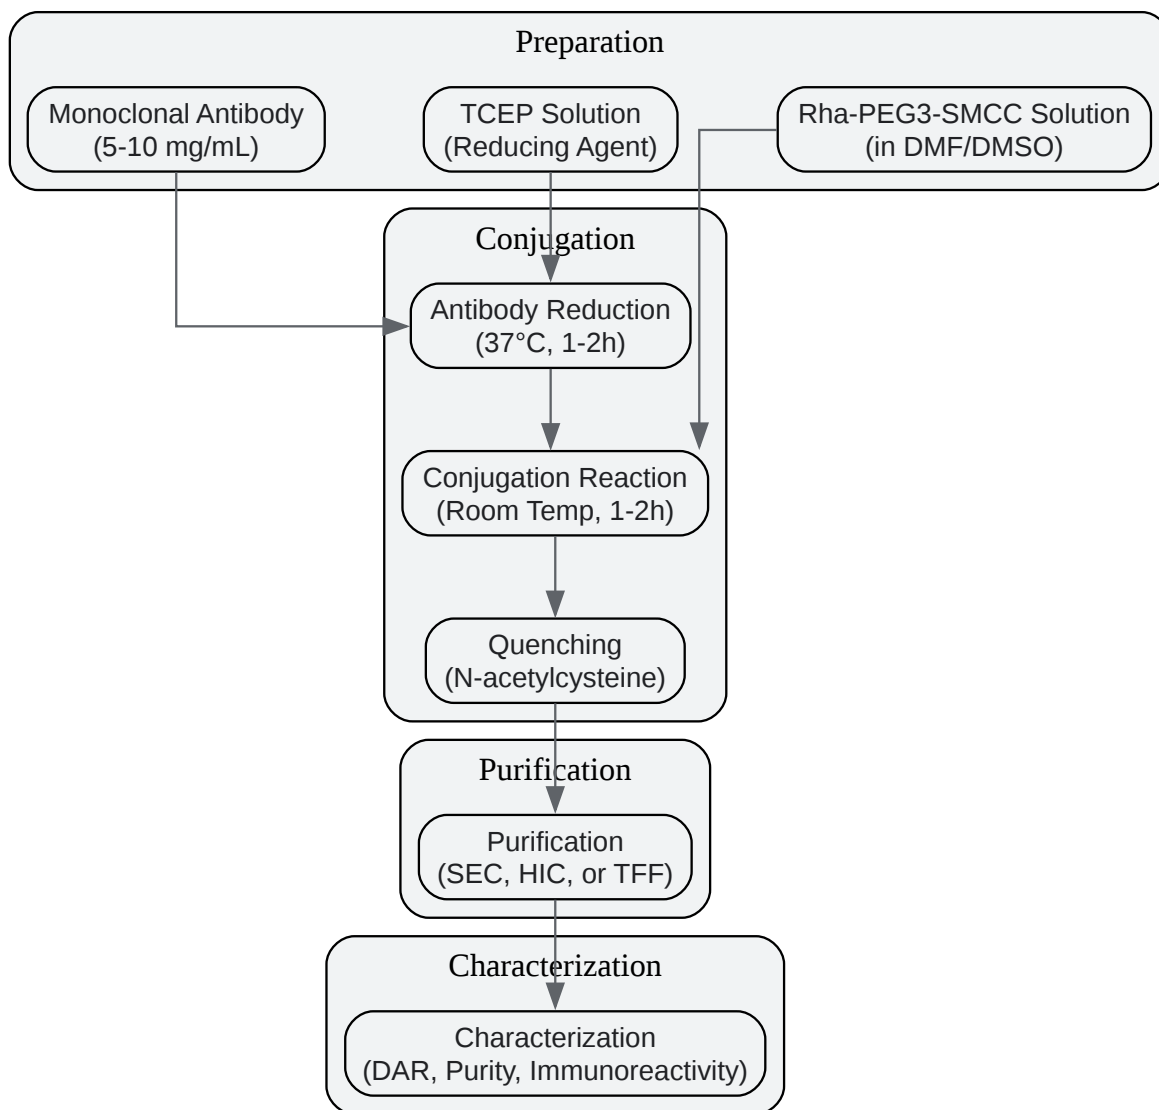 Preparation
Monoclonal Antibody
(5-10 mg/mL)
TCEP Solution
(Reducing Agent)
Rha-PEG3-SMCC Solution
(in DMF/DMSO)
Conjugation
Antibody Reduction
(37°C, 1-2h)
Conjugation Reaction
(Room Temp, 1-2h)
Quenching
(N-acetylcysteine)
Purification
Purification
(SEC, HIC, or TFF)
Characterization
Characterization
(DAR, Purity, Immunoreactivity)